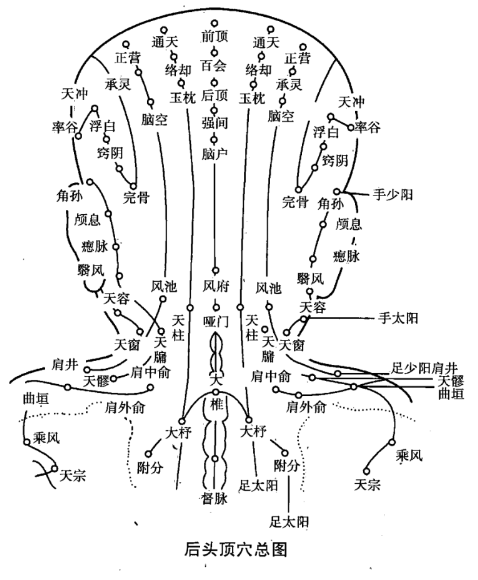 通天 前顶 通天
正营 正营
络却 百会 络却
承灵 承灵
天冲 玉枕 后顶 玉枕 天冲
率谷 浮白 脑空 强间 脑空 浮白 率谷
窍阴 脑户 窍阴
完骨 完骨
角孙 角孙 手少阳
颅息 颅息
瘛脉 瘛脉
翳风 翳风
风池 风府 风池
天容 天容
天柱 哑门 天柱 手太阳
天窗 天牖 天牖 天窗
肩井 足少阳肩井
天髎 肩中俞 大椎 肩中俞 天髎
曲垣 曲垣
肩外俞 肩外俞
大杼 大杼
乘风 乘风
附分 附分
天宗 足太阳 天宗
督脉
足太阳
后头顶穴总图